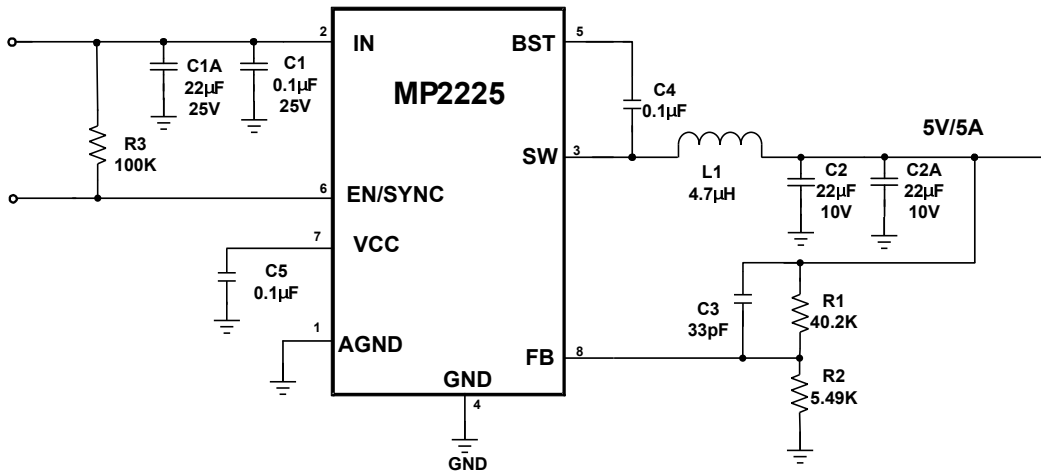 2
IN
BST
5
C1A
22µF
25V
C1
0.1µF
25V
MP2225
C4
0.1µF
R3
100K
SW
3
5V/5A
L1
4.7µH
C2
22µF
10V
C2A
22µF
10V
6
EN/SYNC
7
VCC
C5
0.1µF
C3
33pF
R1
40.2K
1
AGND
FB
8
GND
4
GND
R2
5.49K